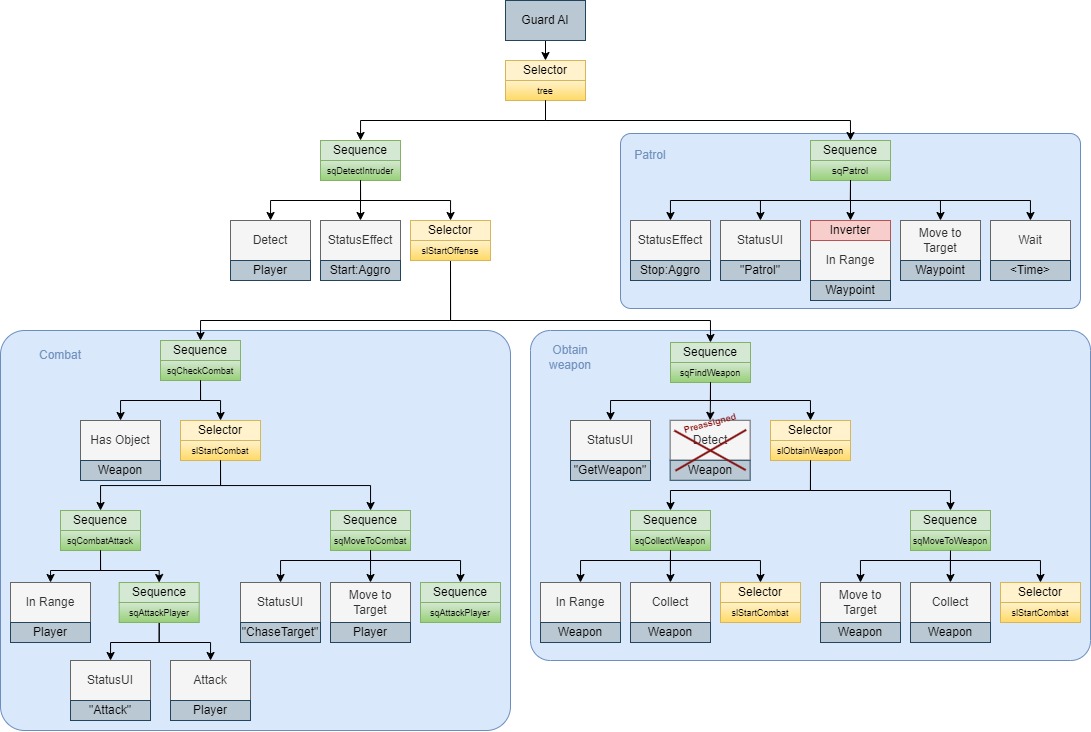 Guard AI
Selector
tree
Sequence
sqDetectIntruder
Patrol
Sequence
sqPatrol
Detect
Player
StatusEffect
Start:Aggro
Selector
slStartOffense
StatusEffect
Stop:Aggro
StatusUI
"Patrol"
Inverter
In Range
Waypoint
Move to
Target
Waypoint
Wait
<Time>
Combat
Sequence
sqCheckCombat
Has Object
Weapon
Selector
slStartCombat
Sequence
sqCombatAttack
Sequence
sqMoveToCombat
In Range
Player
Sequence
sqAttackPlayer
StatusUI
"ChaseTarget"
Move to
Target
Player
Sequence
sqAttackPlayer
StatusUI
"Attack"
Attack
Player
Obtain
weapon
Sequence
sqFindWeapon
StatusUI
"GetWeapon"
Preassigned
Detect
Weapon
Selector
slObtainWeapon
Sequence
sqCollectWeapon
Sequence
sqMoveToWeapon
In Range
Weapon
Collect
Weapon
Selector
slStartCombat
Move to
Target
Weapon
Collect
Weapon
Selector
slStartCombat